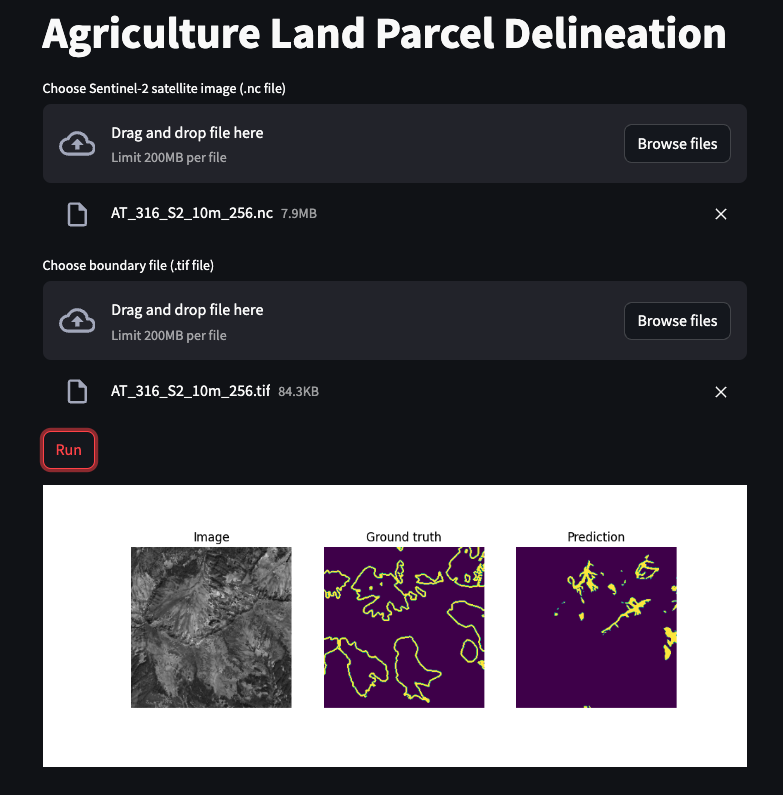 Agriculture Land Parcel Delineation
Choose Sentinel-2 satellite image (.nc file)
Drag and drop file here
Limit 200MB per file
Browse files
AT_316_S2_10m_256.nc 7.9MB
Choose boundary file (.tif file)
Drag and drop file here
Limit 200MB per file
Browse files
AT_316_S2_10m_256.tif 84.3KB
Run
Image
Ground truth
Prediction